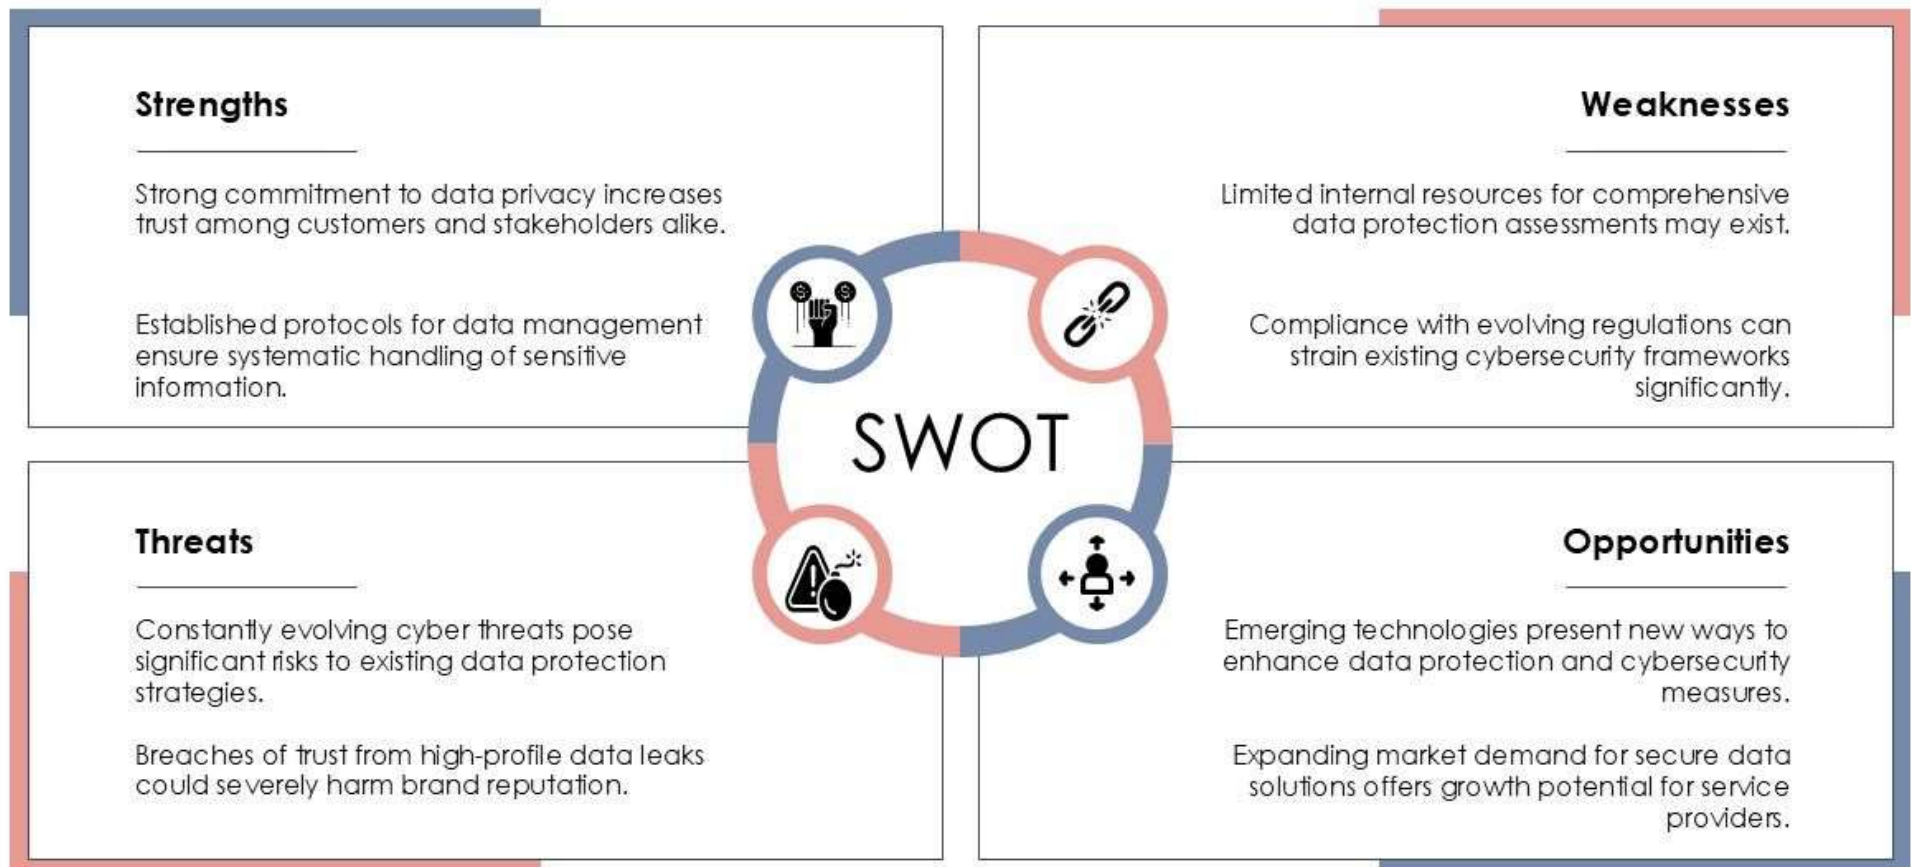 Strengths
Strong commitment to data privacy increases
trust among customers and stakeholders alike.
Established protocols for data management
ensure systematic handling of sensitive
information.
Weaknesses
Limited internal resources for comprehensive
data protection assessments may exist.
Compliance with evolving regulations can
strain existing cybersecurity frameworks
significantly.
SWOT
Threats
Constantly evolving cyber threats pose
significant risks to existing data protection
strategies.
Breaches of trust from high-profile data leaks
could severely harm brand reputation.
Opportunities
Emerging technologies present new ways to
enhance data protection and cybersecurity
measures.
Expanding market demand for secure data
solutions offers growth potential for service
providers.